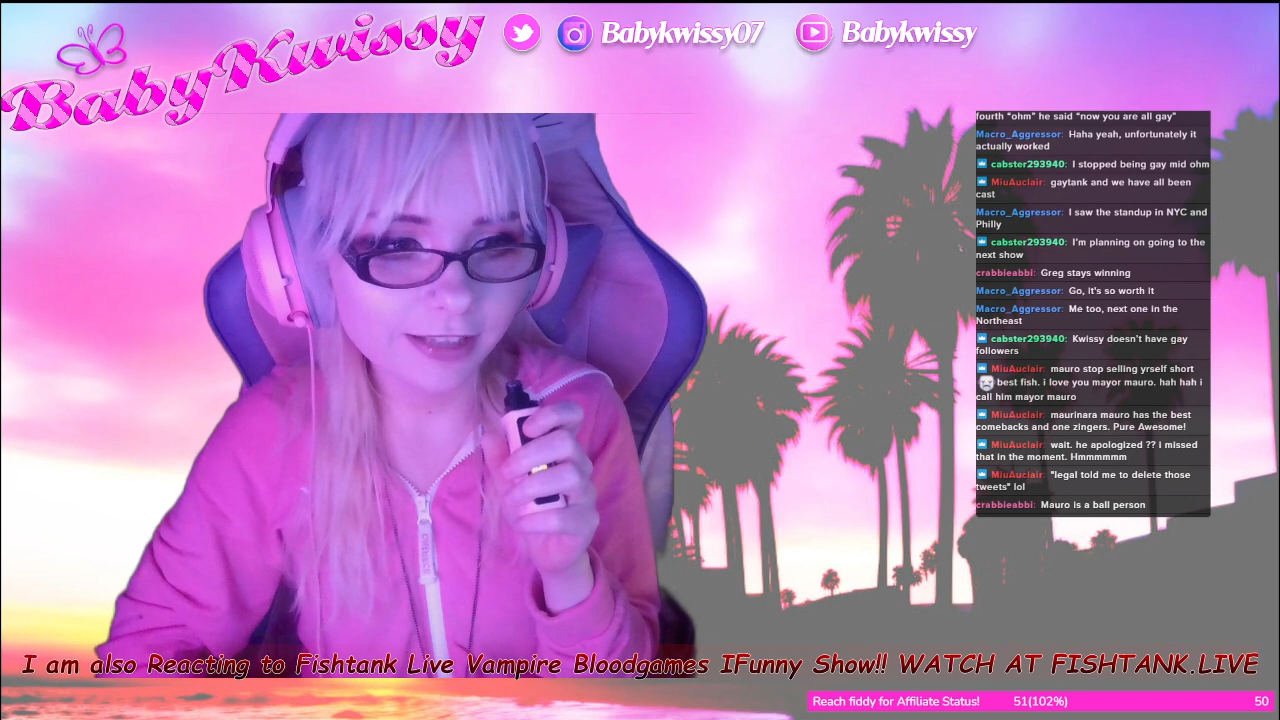 BabyKwissy
Babykwissy07
Babykwissy
fourth "ohm" he said "now you are all gay"
Macro_Aggressor: Haha yeah, unfortunately it
actually worked
cabster293940: I stopped being gay mid ohm
MiuAuclair: gaytank and we have all been
cast
Macro_Aggressor: I saw the standup in NYC and
Philly
cabster293940: I'm planning on going to the
next show
crabbieabbi: Greg stays winning
Macro_Aggressor: Go, it's so worth it
Macro_Aggressor: Me too, next one in the
Northeast
cabster293940: Kwissy doesn't have gay
followers
MiuAuclair: mauro stop selling yrself short
best fish. i love you mayor mauro. hah hah i
call him mayor mauro
MiuAuclair: maurinara mauro has the best
comebacks and one zingers. Pure Awesome!
MiuAuclair: wait. he apologized ?? i missed
that in the moment. Hmmmmmm
MiuAuclair: "legal told me to delete those
tweets" lol
crabbieabbi: Mauro is a ball person
I am also Reacting to Fishtank Live Vampire Bloodgames IFunny Show!! WATCH AT FISHTANK.LIVE
Reach fiddy for Affiliate Status! 51(102%) 50